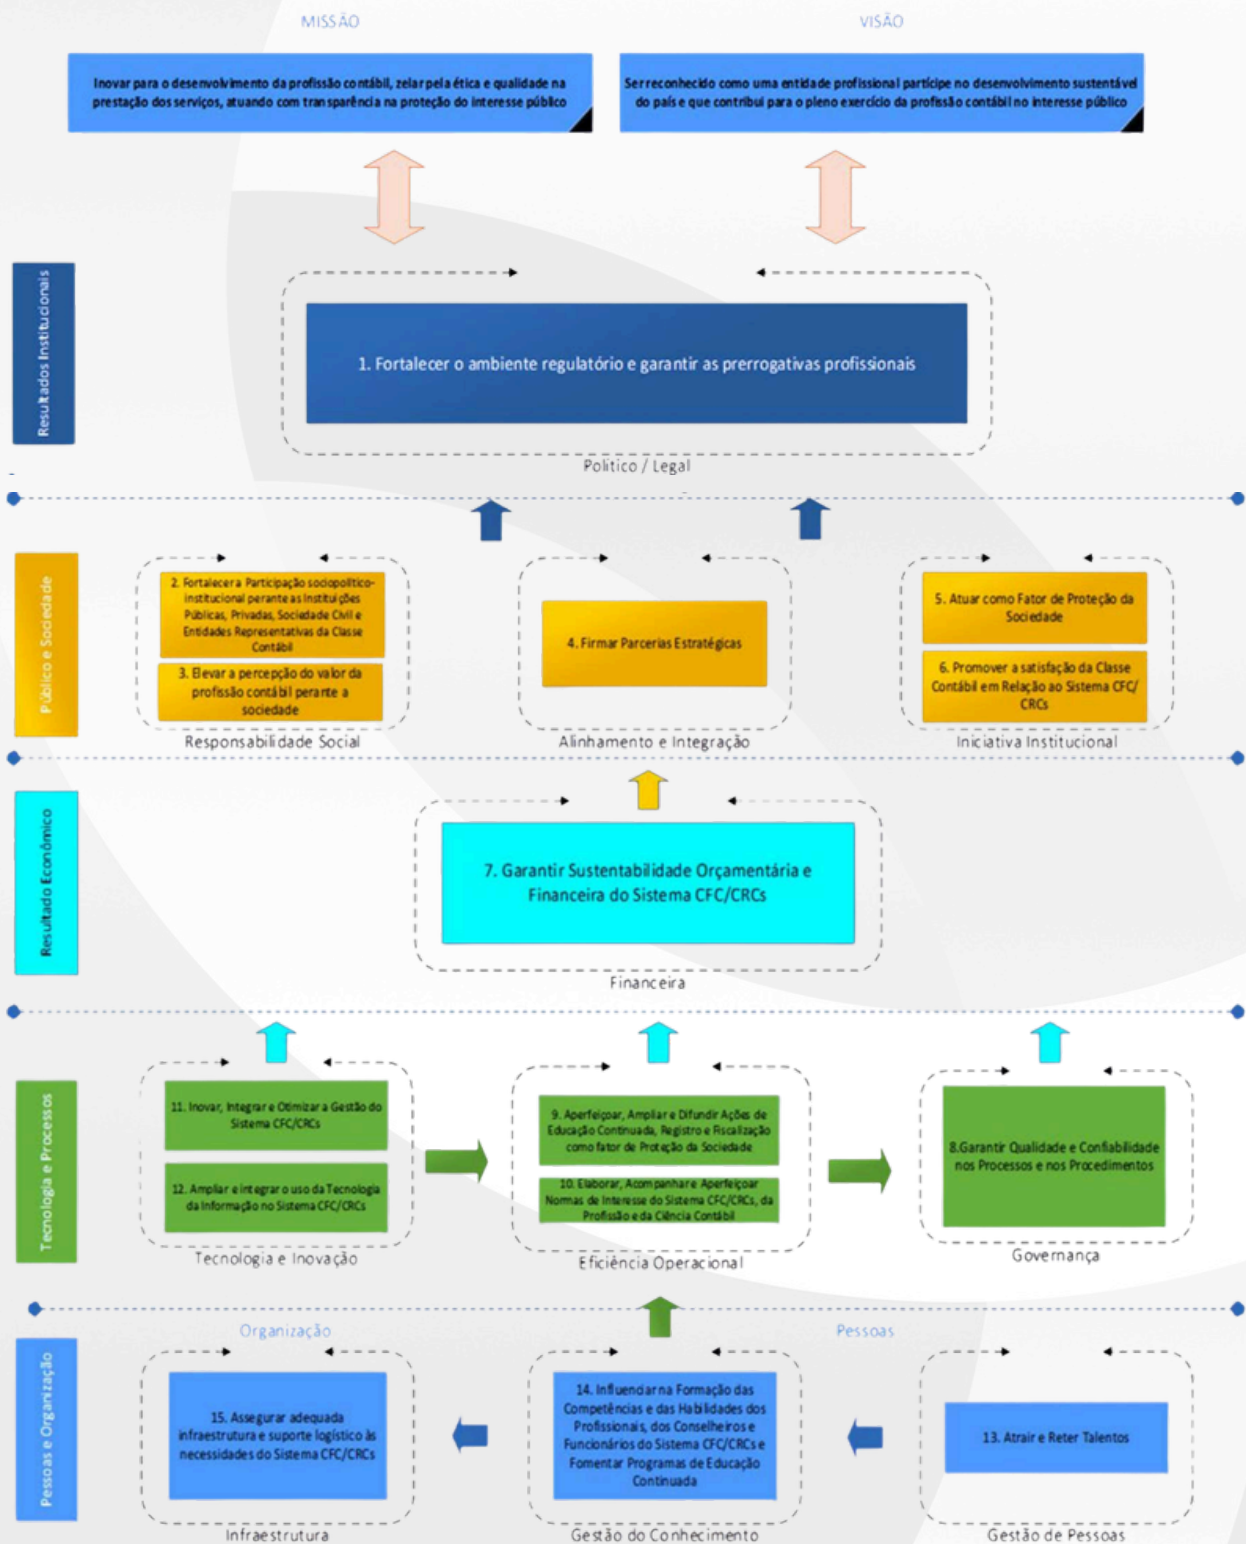 MISSÃO
VISÃO
Inovar para o desenvolvimento da profissão contábil, zelar pela ética e qualidade na
prestação dos serviços, atuando com transparência na proteção do interesse público
Ser reconhecido como uma entidade profissional partícipe no desenvolvimento sustentável
do país e que contribui para o pleno exercício da profissão contábil no interesse público
Resultados Institucionais
1. Fortalecer o ambiente regulatório e garantir as prerrogativas profissionais
Político / Legal
Público e Sociedade
2. Fortalecer a Participação sociopolítico-
institucional perante as Instituições
Públicas, Privadas, Sociedade Civil e
Entidades Representativas da Classe
Contábil
3. Elevar a percepção do valor da
profissão contábil perante a
sociedade
Responsabilidade Social
4. Firmar Parcerias Estratégicas
Alinhamento e Integração
5. Atuar como Fator de Proteção da
Sociedade
6. Promover a satisfação da Classe
Contábil em Relação ao Sistema CFC/
CRCs
Iniciativa Institucional
Resultado Econômico
7. Garantir Sustentabilidade Orçamentária e
Financeira do Sistema CFC/CRCs
Financeira
Tecnologia e Processos
11. Inovar, Integrar e Otimizar a Gestão do
Sistema CFC/CRCs
12. Ampliar e integrar o uso da Tecnologia
da Informação no Sistema CFC/CRCs
Tecnologia e Inovação
9. Aperfeiçoar, Ampliar e Difundir Ações de
Educação Continuada, Registro e Fiscalização
como fator de Proteção da Sociedade
10. Elaborar, Acompanhar e Aperfeiçoar
Normas de Interesse do Sistema CFC/CRCs, da
Profissão e da Ciência Contábil
Eficiência Operacional
8.Garantir Qualidade e Confiabilidade
nos Processos e nos Procedimentos
Governança
Pessoas e Organização
Organização
Pessoas
15. Assegurar adequada
infraestrutura e suporte logístico às
necessidades do Sistema CFC/CRCs
Infraestrutura
14. Influenciar na Formação das
Competências e das Habilidades dos
Profissionais, dos Conselheiros e
Funcionários do Sistema CFC/CRCs e
Fomentar Programas de Educação
Continuada
Gestão do Conhecimento
13. Atrair e Reter Talentos
Gestão de Pessoas